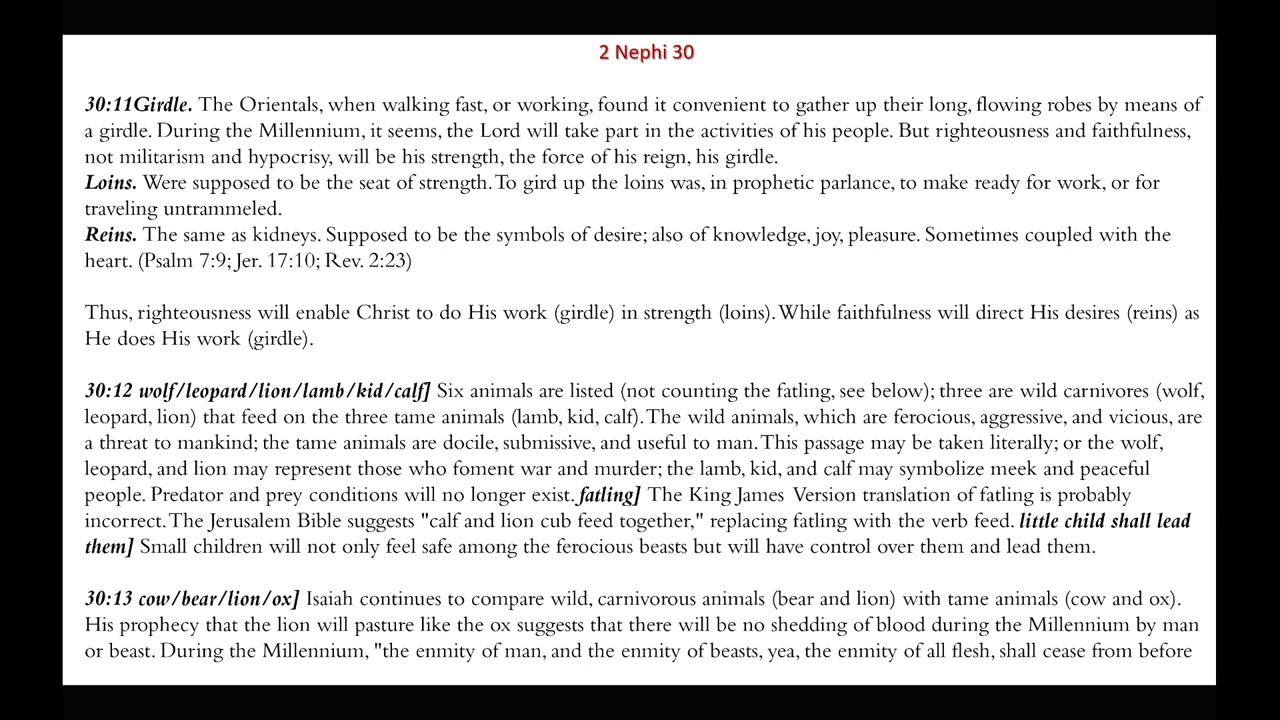 2 Nephi 30
30:11Girdle. The Orientals, when walking fast, or working, found it convenient to gather up their long, flowing robes by means of
a girdle. During the Millennium, it seems, the Lord will take part in the activities of his people. But righteousness and faithfulness,
not militarism and hypocrisy, will be his strength, the force of his reign, his girdle.
Loins. Were supposed to be the seat of strength. To gird up the loins was, in prophetic parlance, to make ready for work, or for
traveling untrammeled.
Reins. The same as kidneys. Supposed to be the symbols of desire; also of knowledge, joy, pleasure. Sometimes coupled with the
heart. (Psalm 7:9; Jer. 17:10; Rev. 2:23)
Thus, righteousness will enable Christ to do His work (girdle) in strength (loins). While faithfulness will direct His desires (reins) as
He does His work (girdle).
30:12 wolf/leopard/lion/lamb/kid/calf] Six animals are listed (not counting the fatling, see below); three are wild carnivores (wolf,
leopard, lion) that feed on the three tame animals (lamb, kid, calf). The wild animals, which are ferocious, aggressive, and vicious, are
a threat to mankind; the tame animals are docile, submissive, and useful to man. This passage may be taken literally; or the wolf,
leopard, and lion may represent those who foment war and murder; the lamb, kid, and calf may symbolize meek and peaceful
people. Predator and prey conditions will no longer exist. fatling] The King James Version translation of fatling is probably
incorrect. The Jerusalem Bible suggests "calf and lion cub feed together," replacing fatling with the verb feed. little child shall lead
them] Small children will not only feel safe among the ferocious beasts but will have control over them and lead them.
30:13 cow/bear/lion/ox] Isaiah continues to compare wild, carnivorous animals (bear and lion) with tame animals (cow and ox).
His prophecy that the lion will pasture like the ox suggests that there will be no shedding of blood during the Millennium by man
or beast. During the Millennium, "the enmity of man, and the enmity of beasts, yea, the enmity of all flesh, shall cease from before